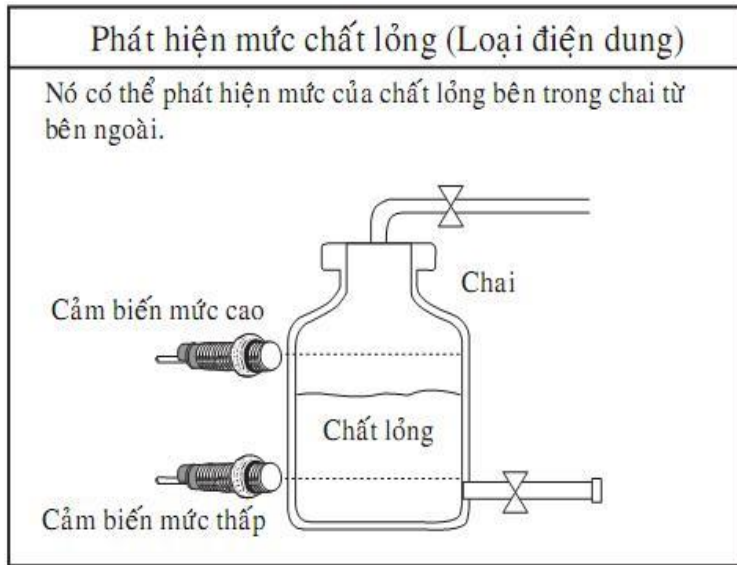 Phát hiện mức chất lỏng (Loại điện dung)
Nó có thể phát hiện mức của chất lỏng bên trong chai từ
bên ngoài.
Chai
Cảm biến mức cao
Chất lỏng
Cảm biến mức thấp